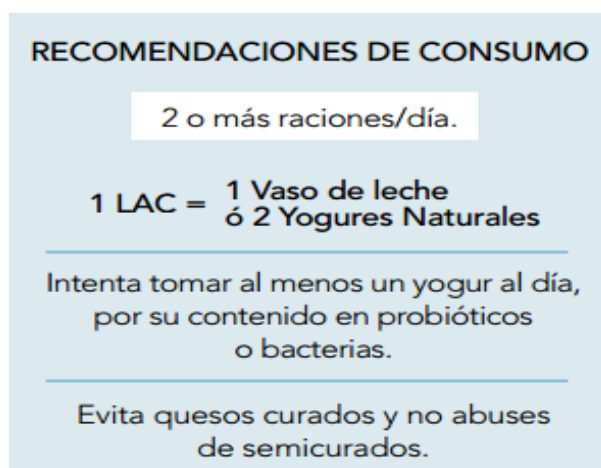 RECOMENDACIONES DE CONSUMO
2 o más raciones/día.
1 LAC = 1 Vaso de leche
ó 2 Yogures Naturales
Intenta tomar al menos un yogur al día,
por su contenido en probióticos
o bacterias.
Evita quesos curados y no abuses
de semicurados.